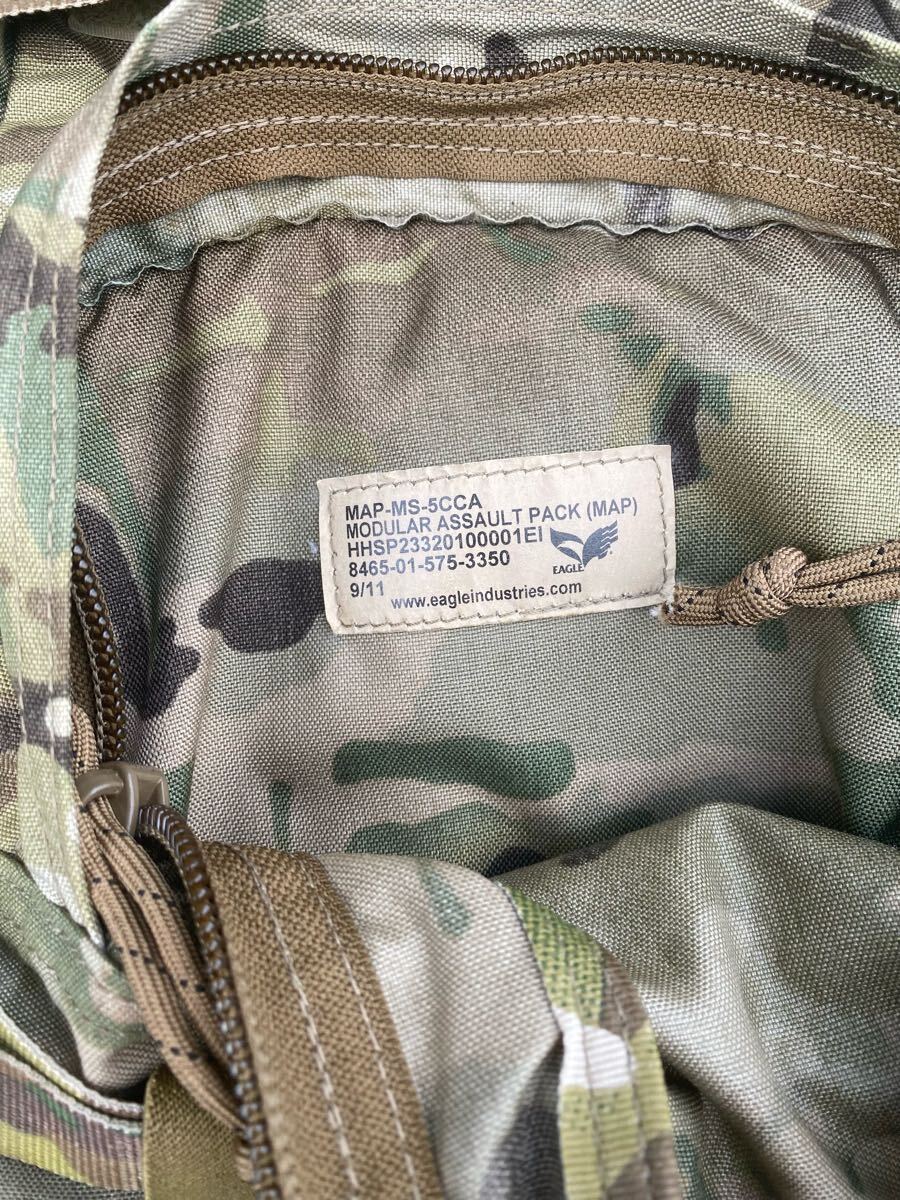 MAP-MS-5CCA
MODULAR ASSAULT PACK (MAP)
HHSP23320100001EI
8465-01-575-3350
EAGLE
9/11
www.eagleindustries.com